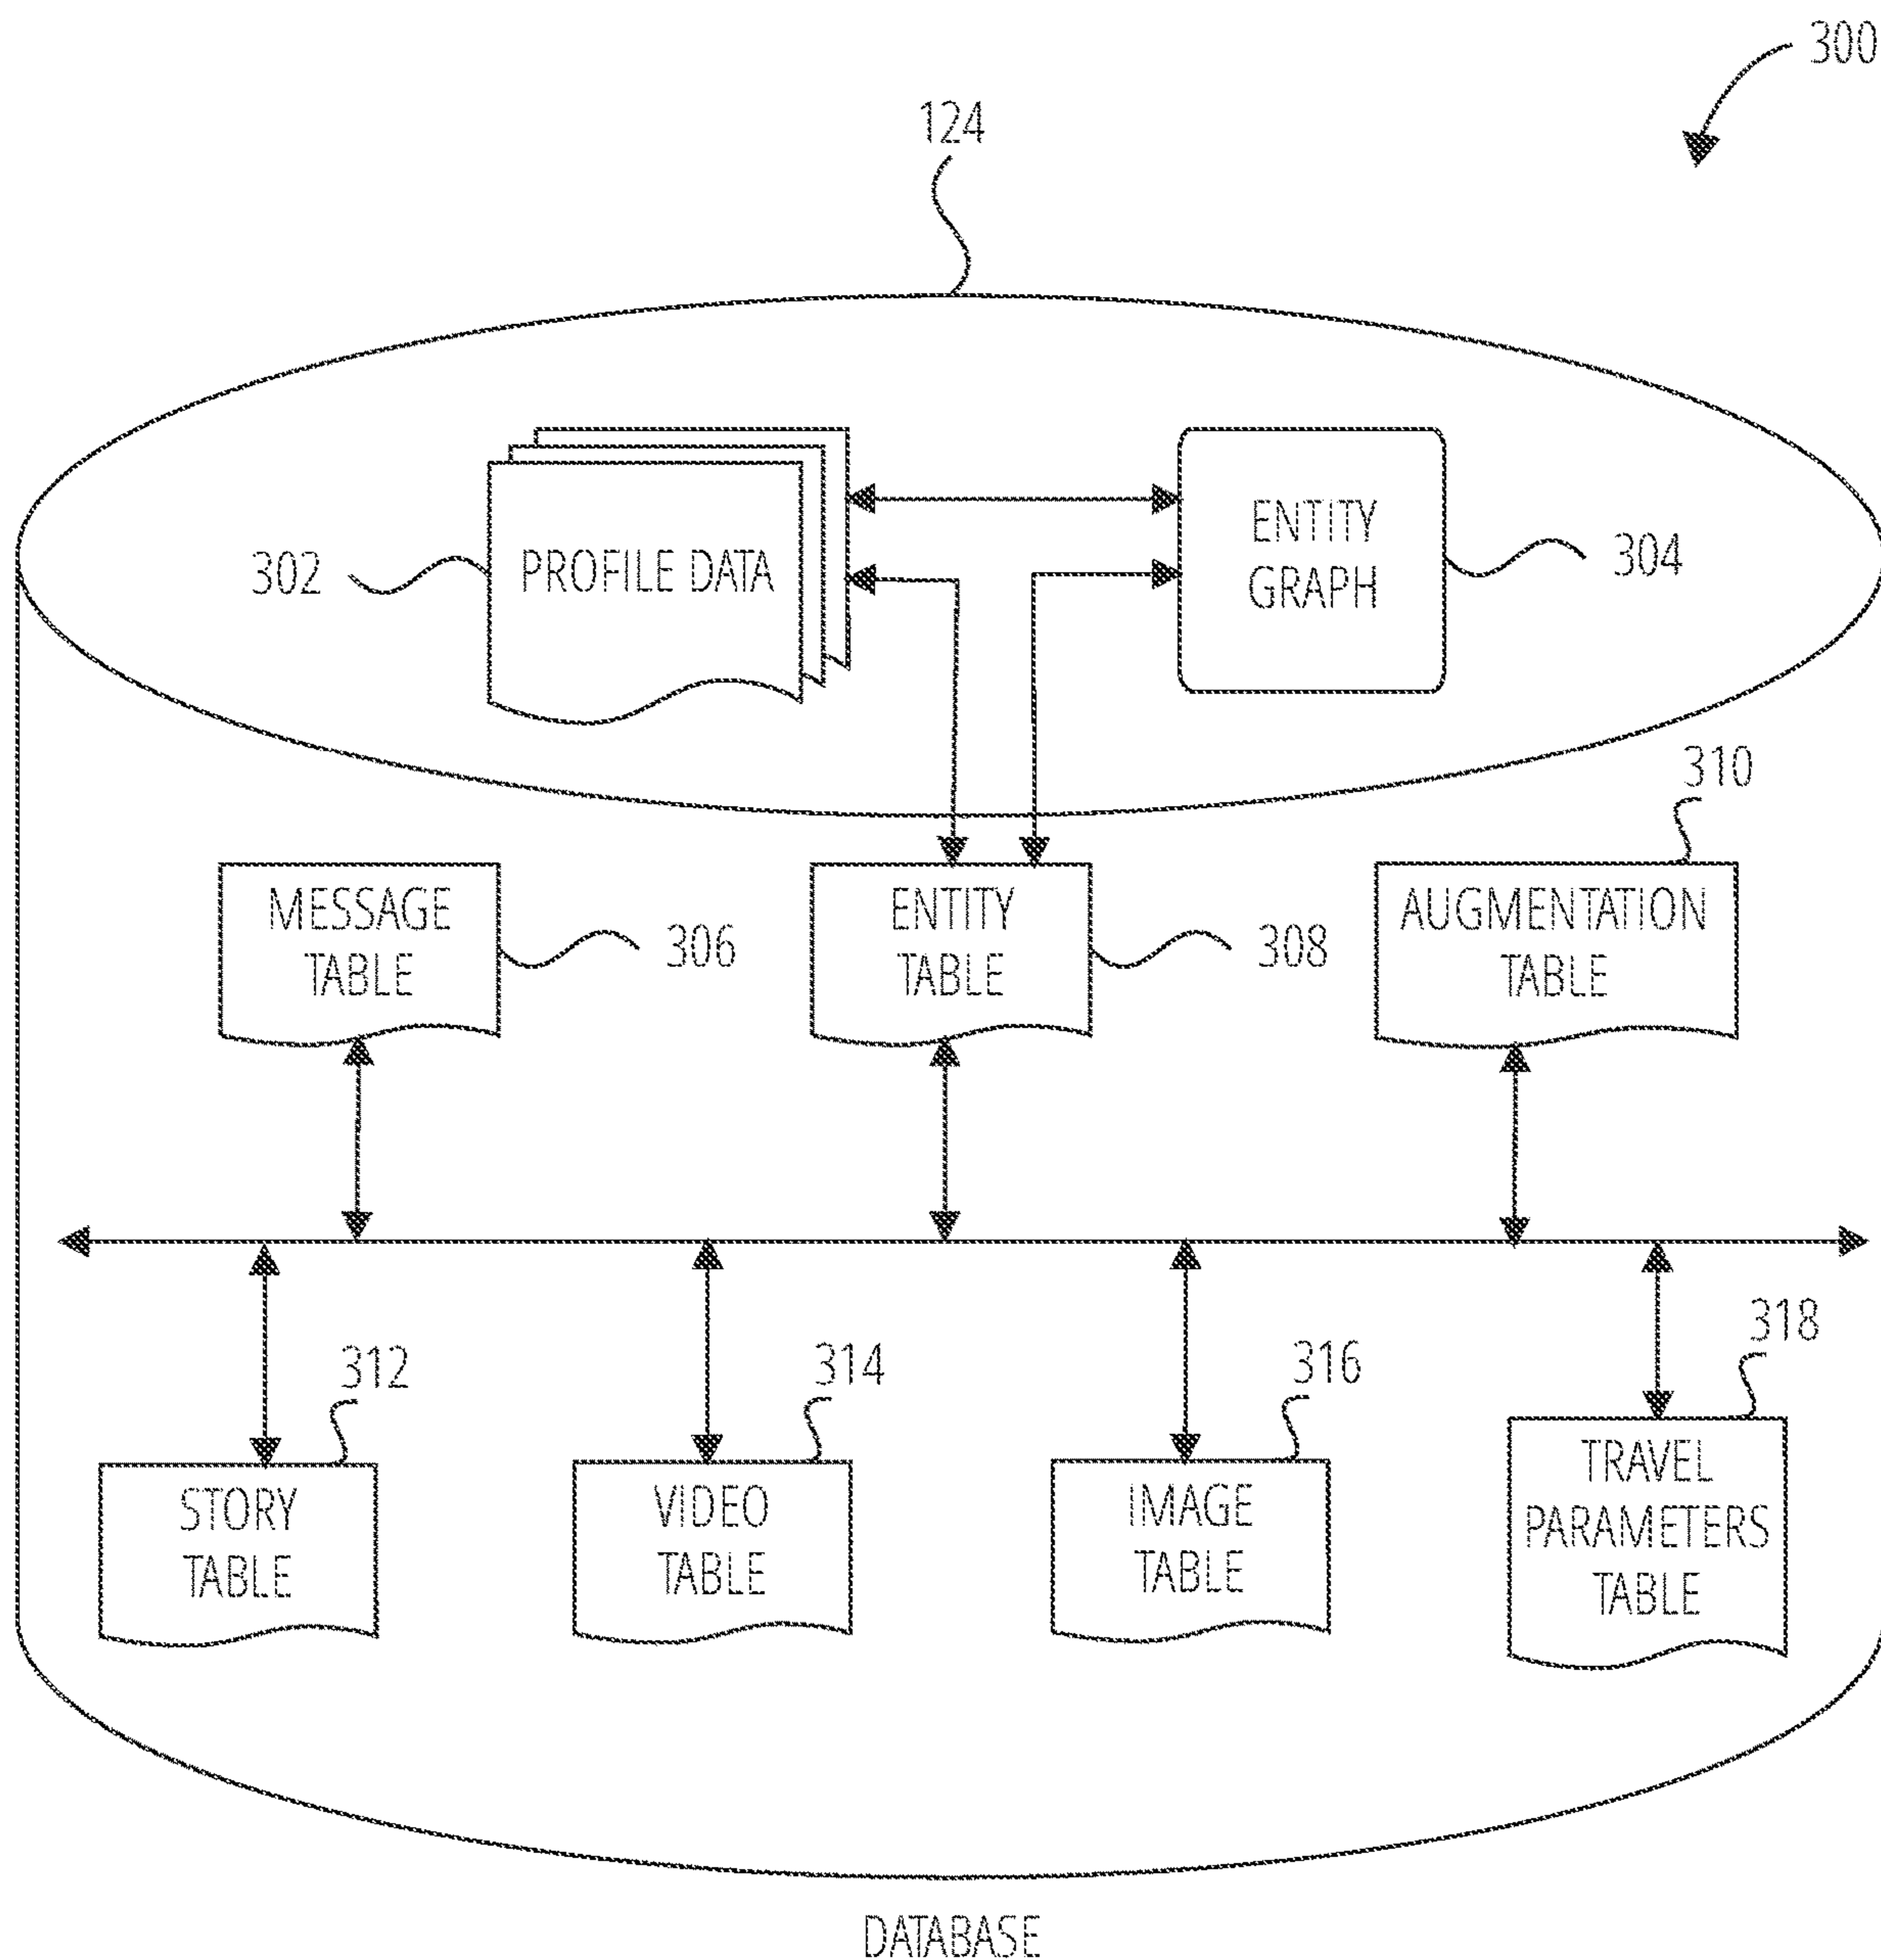 300
124
PROFILE DATA
302
ENTITY
GRAPH
304
310
MESSAGE
TABLE
306
ENTITY
TABLE
308
AUGMENTATION
TABLE
312
314
316
318
STORY
TABLE
VIDEO
TABLE
IMAGE
TABLE
TRAVEL
PARAMETERS
TABLE
DATABASE